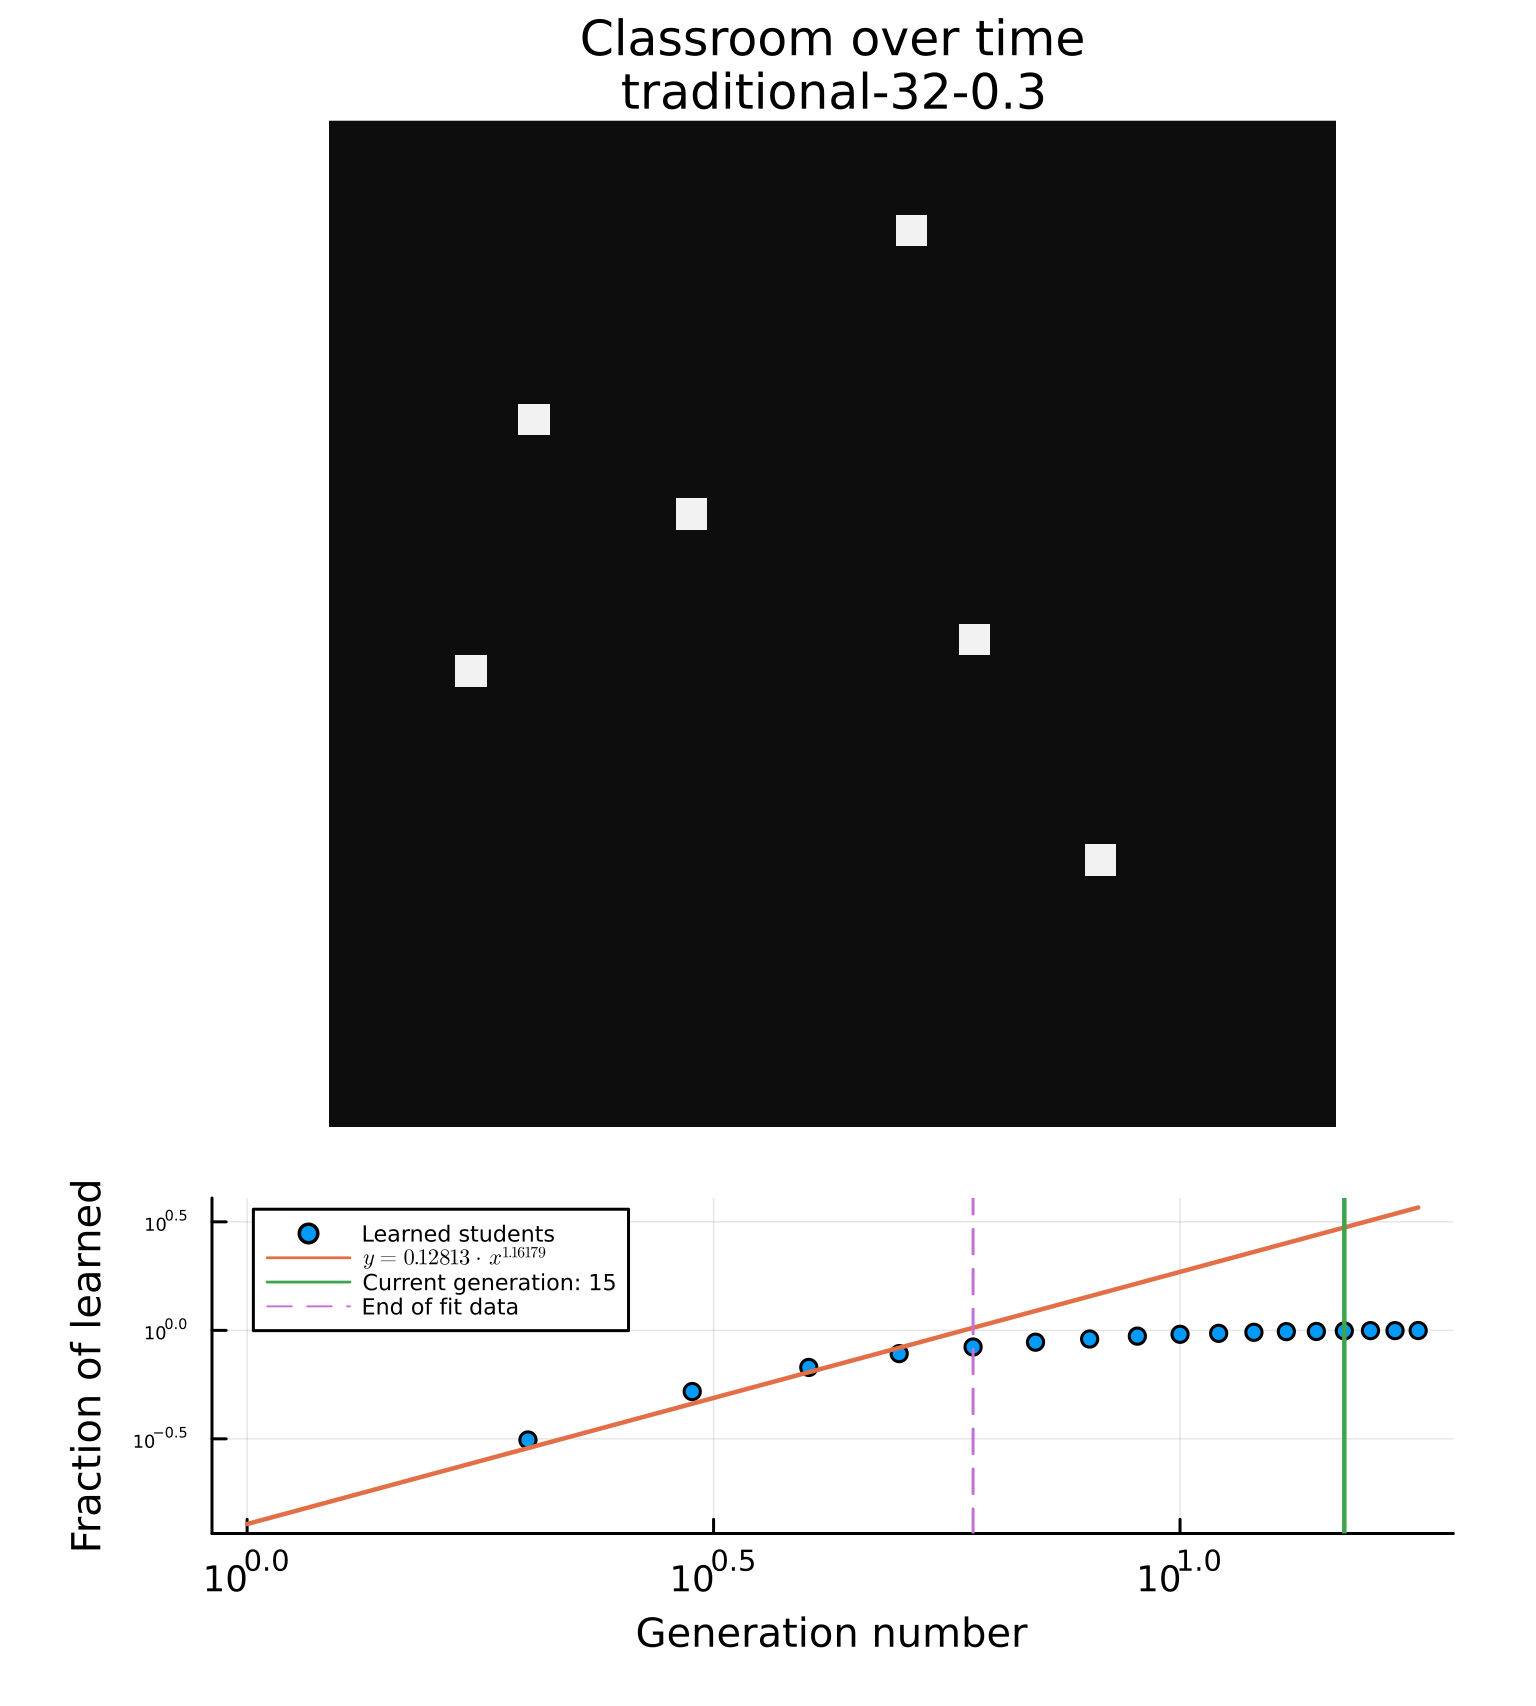 Classroom over time
traditional-32-0.3
Fraction of learned
10^0.5
10^0.0
10^−0.5
Learned students
y = 0.12813 · x^1.16179
Current generation: 15
End of fit data
10^0.0 10^0.5 10^1.0
Generation number